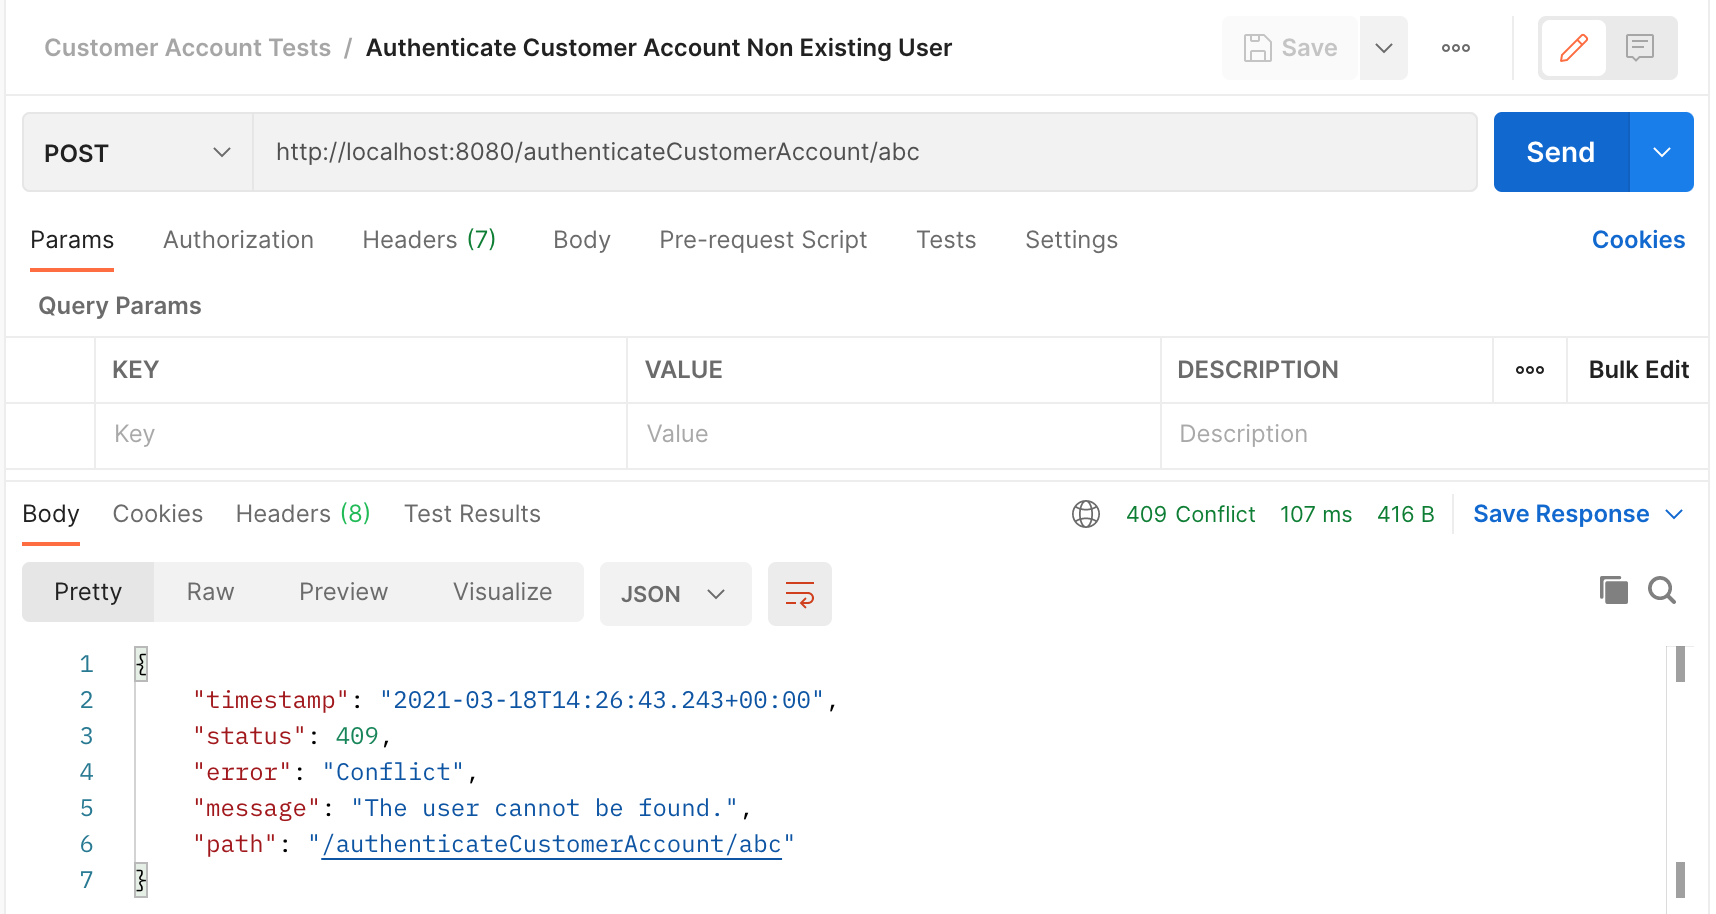 Customer Account Tests / Authenticate Customer Account Non Existing User
Save
POST
http://localhost:8080/authenticateCustomerAccount/abc
Send
Params Authorization Headers (7) Body Pre-request Script Tests Settings Cookies
Query Params
KEY VALUE DESCRIPTION Bulk Edit
Key Value Description
Body Cookies Headers (8) Test Results 409 Conflict 107 ms 416 B Save Response
Pretty Raw Preview Visualize JSON
1 {
2 "timestamp": "2021-03-18T14:26:43.243+00:00",
3 "status": 409,
4 "error": "Conflict",
5 "message": "The user cannot be found.",
6 "path": "/authenticateCustomerAccount/abc"
7 }